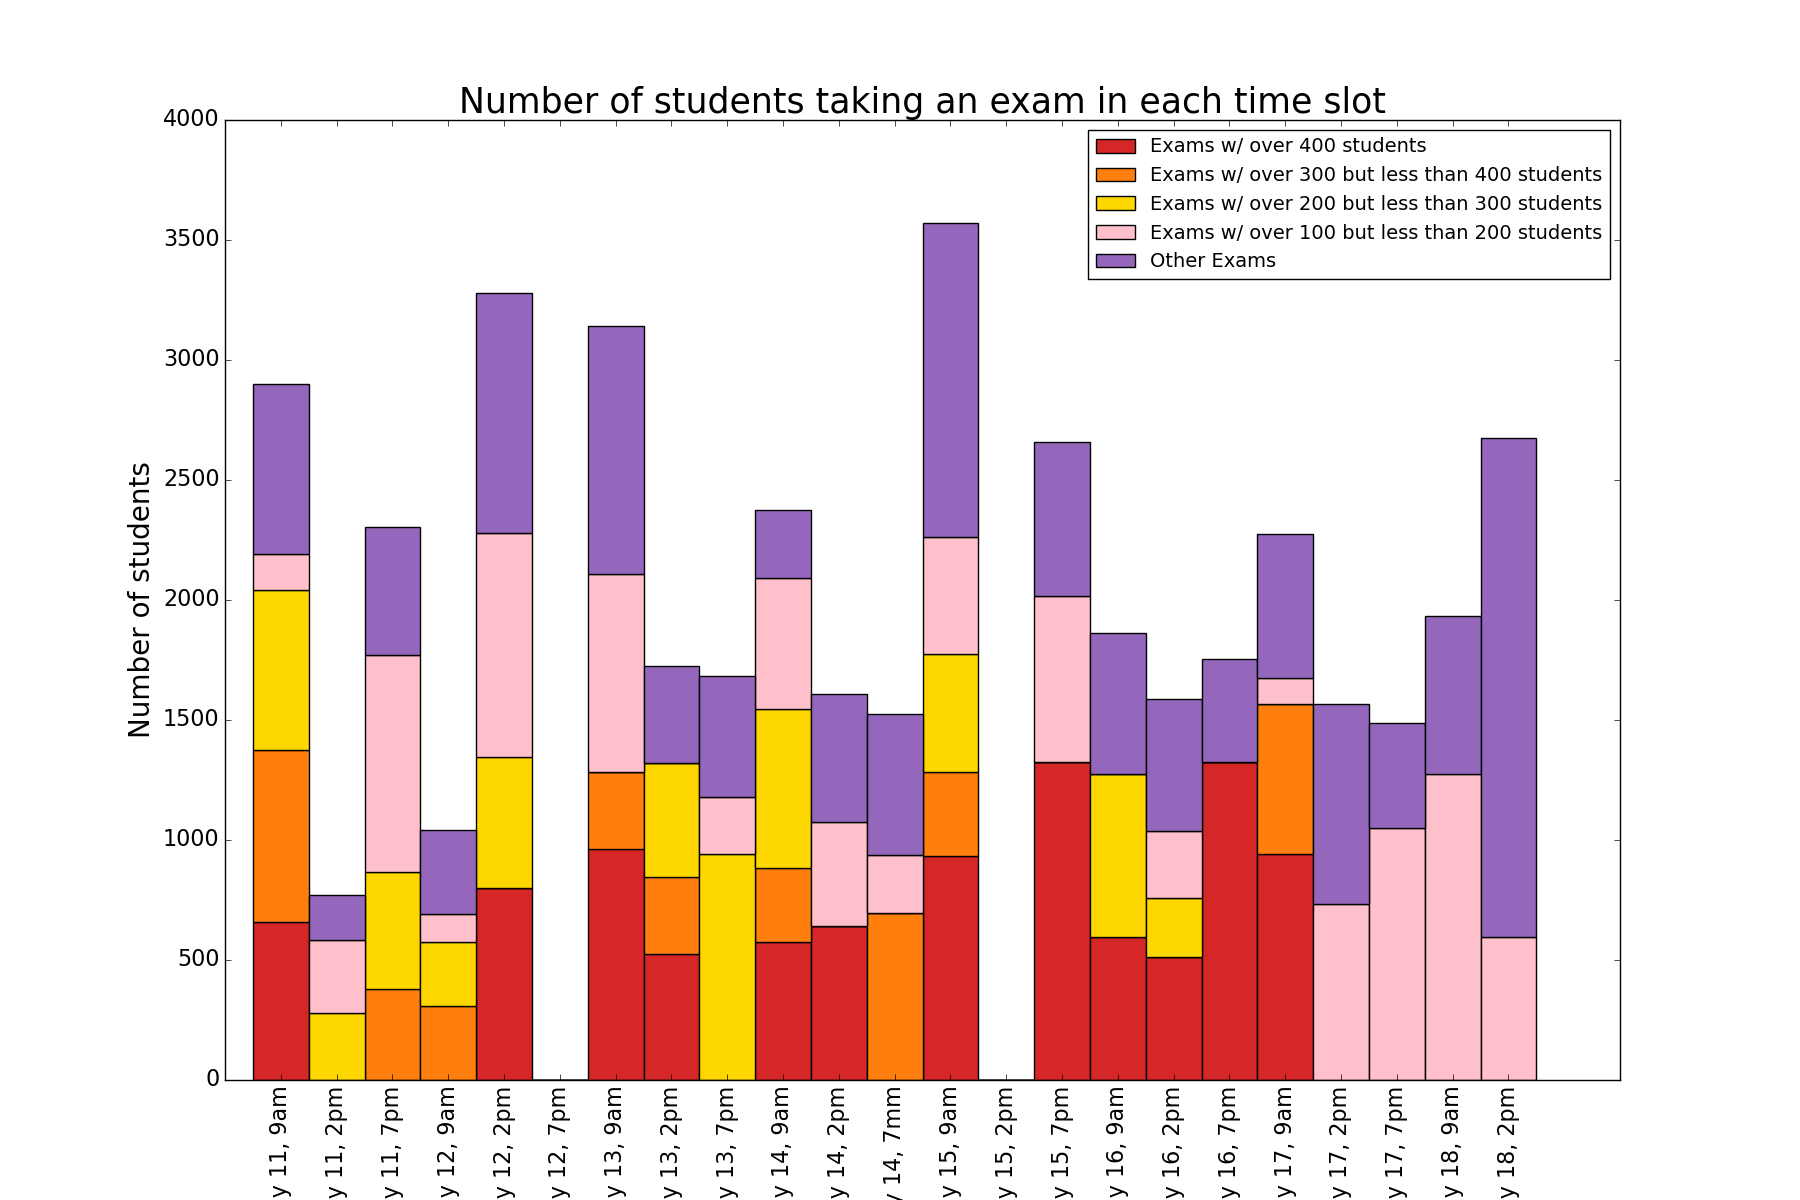 Number of students taking an exam in each time slot
4000
3500
3000
2500
2000
1500
1000
500
0
Number of students
Exams w/ over 400 students
Exams w/ over 300 but less than 400 students
Exams w/ over 200 but less than 300 students
Exams w/ over 100 but less than 200 students
Other Exams
y 11, 9am
y 11, 2pm
y 11, 7pm
y 12, 9am
y 12, 2pm
y 12, 7pm
y 13, 9am
y 13, 2pm
y 13, 7pm
y 14, 9am
y 14, 2pm
y 14, 7mm
y 15, 9am
y 15, 2pm
y 15, 7pm
y 16, 9am
y 16, 2pm
y 16, 7pm
y 17, 9am
y 17, 2pm
y 17, 7pm
y 18, 9am
y 18, 2pm